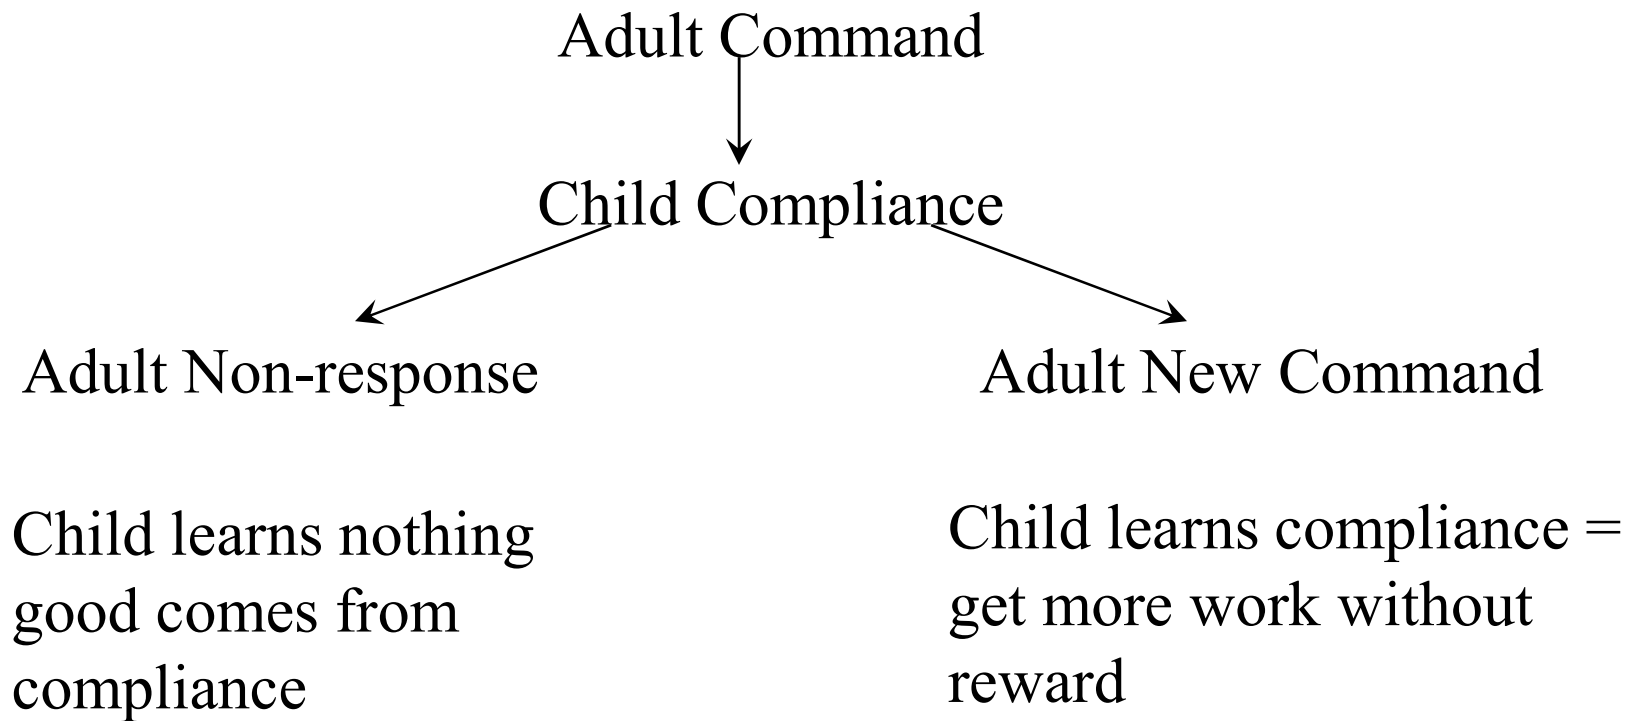 Adult Command
Child Compliance
Adult Non-response
Adult New Command
Child learns nothing
good comes from
compliance
Child learns compliance =
get more work without
reward